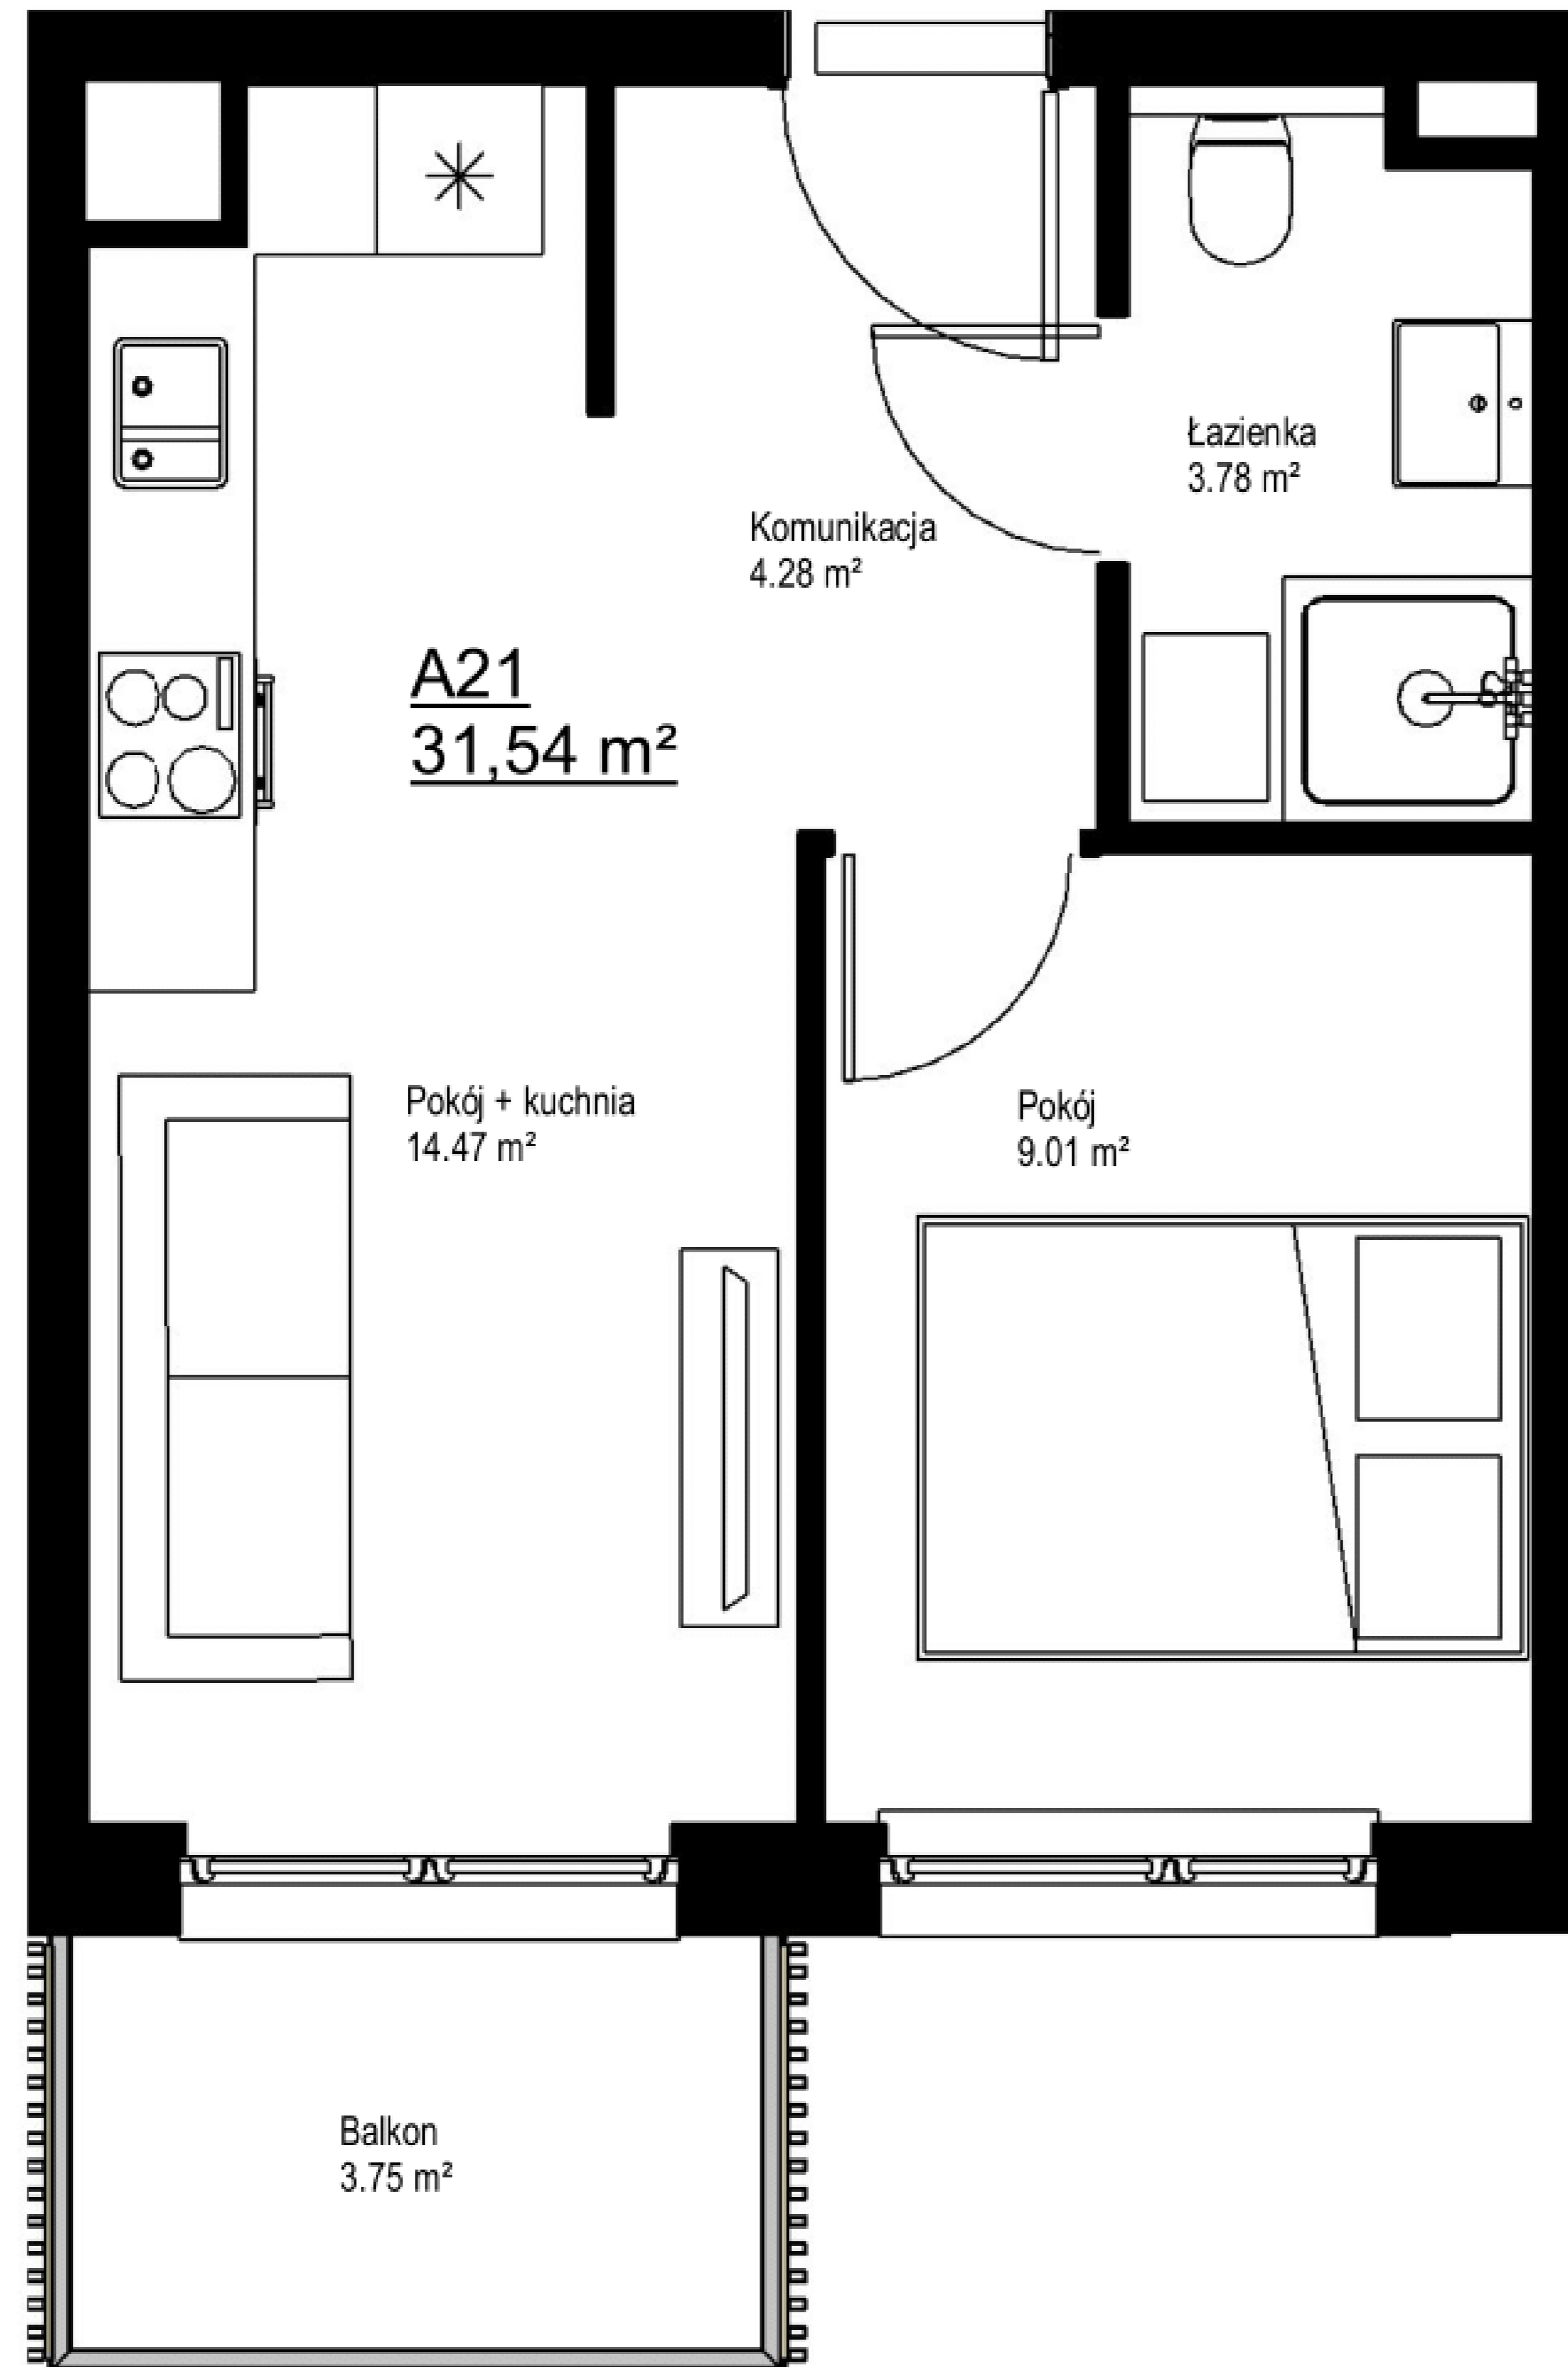 Łazienka
3.78 m²
Komunikacja
4.28 m²
A21
31,54 m²
Pokój + kuchnia
14.47 m²
Pokój
9.01 m²
Balkon
3.75 m²